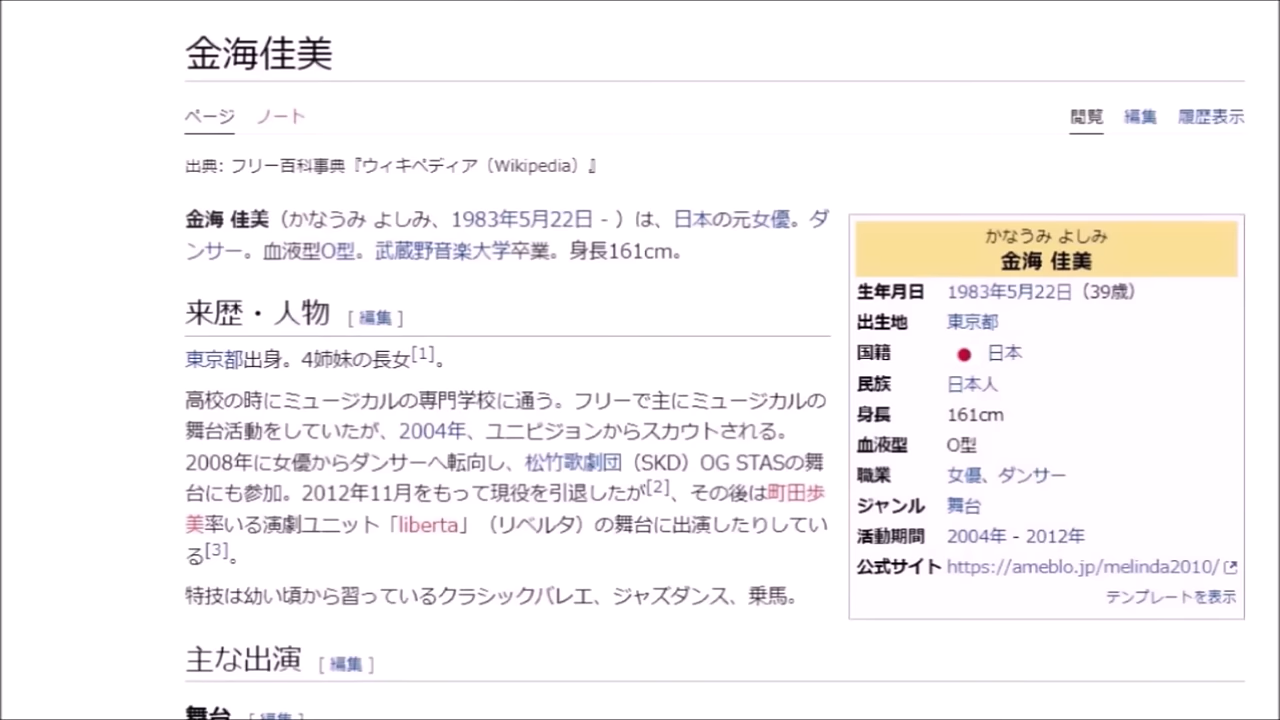 金海佳美
ページ ノート 閲覧 編集 履歴表示
出典: フリー百科事典『ウィキペディア（Wikipedia）』
金海 佳美（かなうみ よしみ、1983年5月22日 - ）は、日本の元女優。ダ
ンサー。血液型O型。武蔵野音楽大学卒業。身長161cm。
来歴・人物 [ 編集 ]
東京都出身。4姉妹の長女[1]。
高校の時にミュージカルの専門学校に通う。フリーで主にミュージカルの
舞台活動をしていたが、2004年、ユニビジョンからスカウトされる。
2008年に女優からダンサーへ転向し、松竹歌劇団（SKD）OG STASの舞
台にも参加。2012年11月をもって現役を引退したが[2]、その後は町田歩
美率いる演劇ユニット「liberta」（リベルタ）の舞台に出演したりしてい
る[3]。
特技は幼い頃から習っているクラシックバレエ、ジャズダンス、乗馬。
主な出演 [ 編集 ]
舞台 [ 編集 ]
かなうみ よしみ
金海 佳美
生年月日 1983年5月22日（39歳）
出生地 東京都
国籍 日本
民族 日本人
身長 161cm
血液型 O型
職業 女優、ダンサー
ジャンル 舞台
活動期間 2004年 - 2012年
公式サイト https://ameblo.jp/melinda2010/
テンプレートを表示